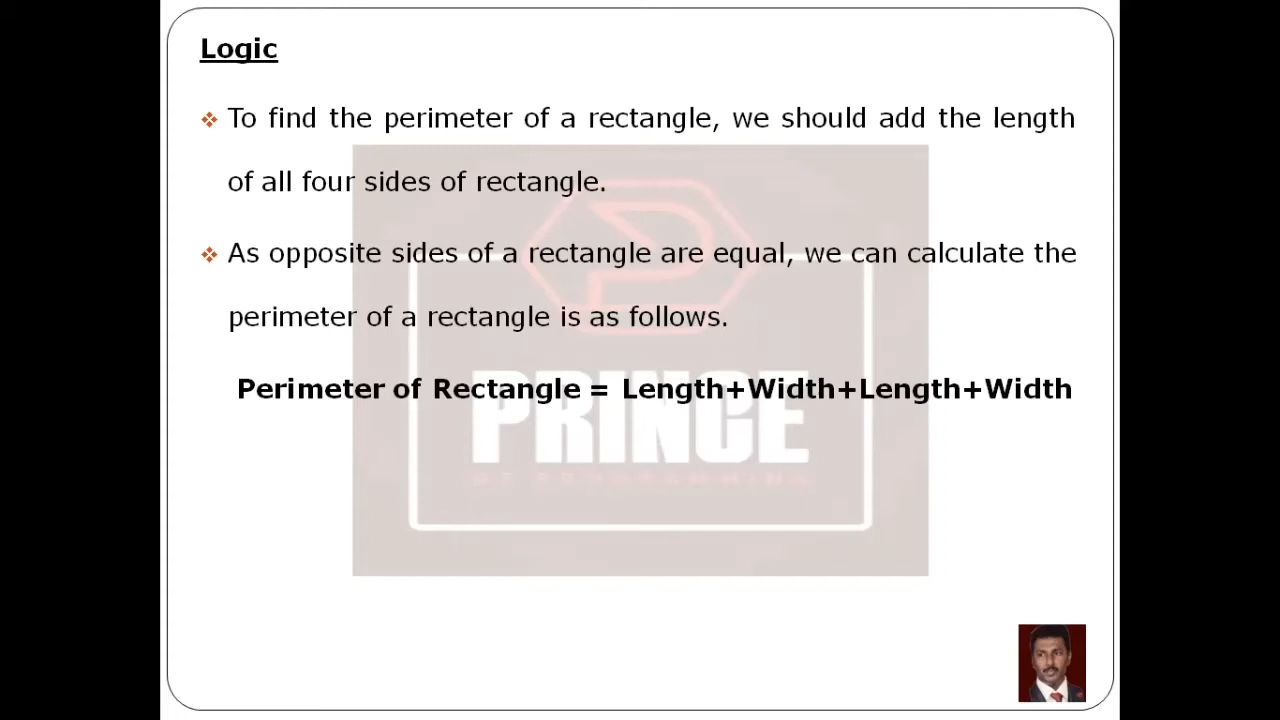 Logic
To find the perimeter of a rectangle, we should add the length
of all four sides of rectangle.
As opposite sides of a rectangle are equal, we can calculate the
perimeter of a rectangle is as follows.
Perimeter of Rectangle = Length+Width+Length+Width
PRINCE